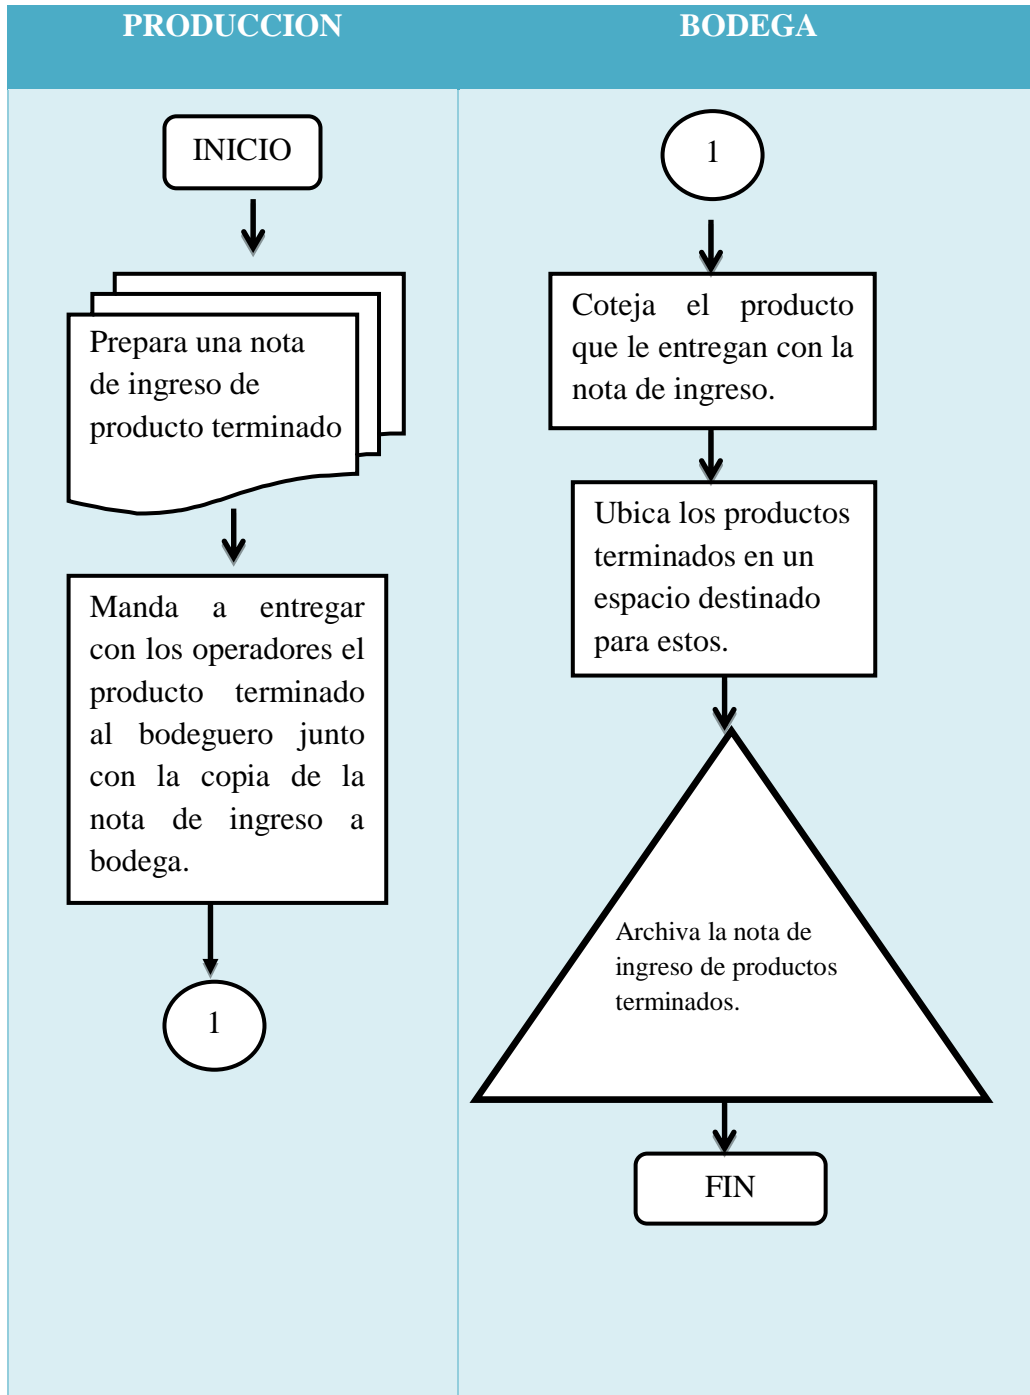 PRODUCCION
BODEGA
INICIO
Prepara una nota
de ingreso de
producto terminado
Manda a entregar
con los operadores el
producto terminado
al bodeguero junto
con la copia de la
nota de ingreso a
bodega.
1
1
Coteja el producto
que le entregan con la
nota de ingreso.
Ubica los productos
terminados en un
espacio destinado
para estos.
Archiva la nota de
ingreso de productos
terminados.
FIN